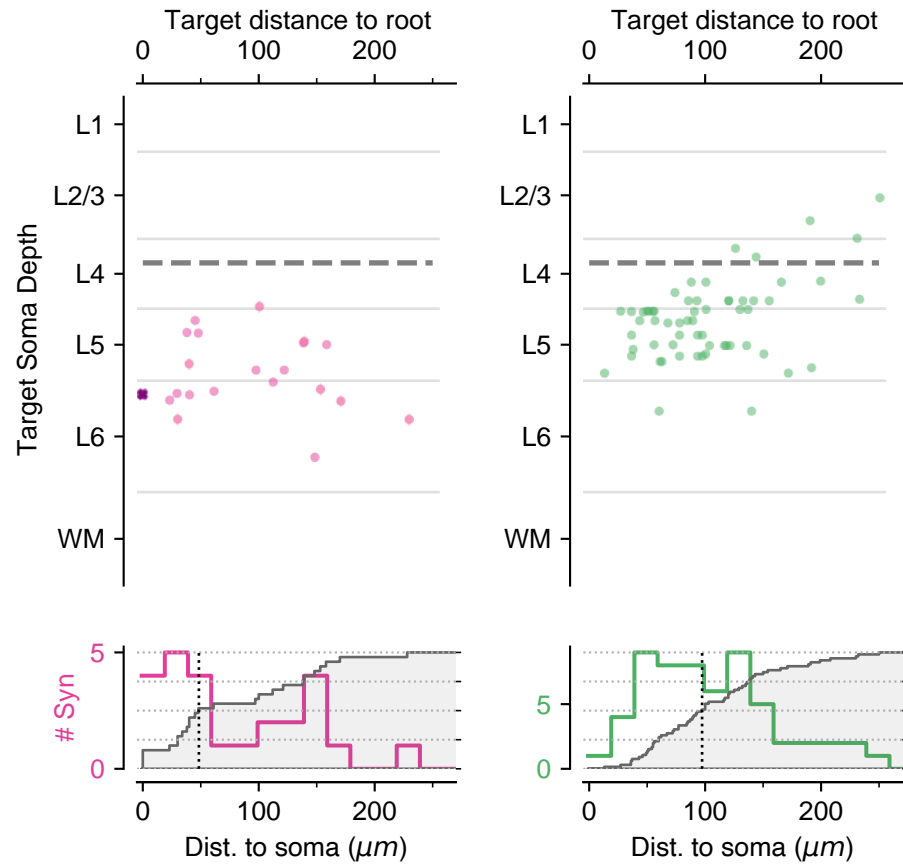 Target distance to root Target distance to root
0 100 200 0 100 200
L1 L1
L2/3 L2/3
L4 L4
L5 L5
L6 L6
WM WM
Target Soma Depth
5
0
# Syn
5
0
0 100 200 0 100 200
Dist. to soma (μm) Dist. to soma (μm)